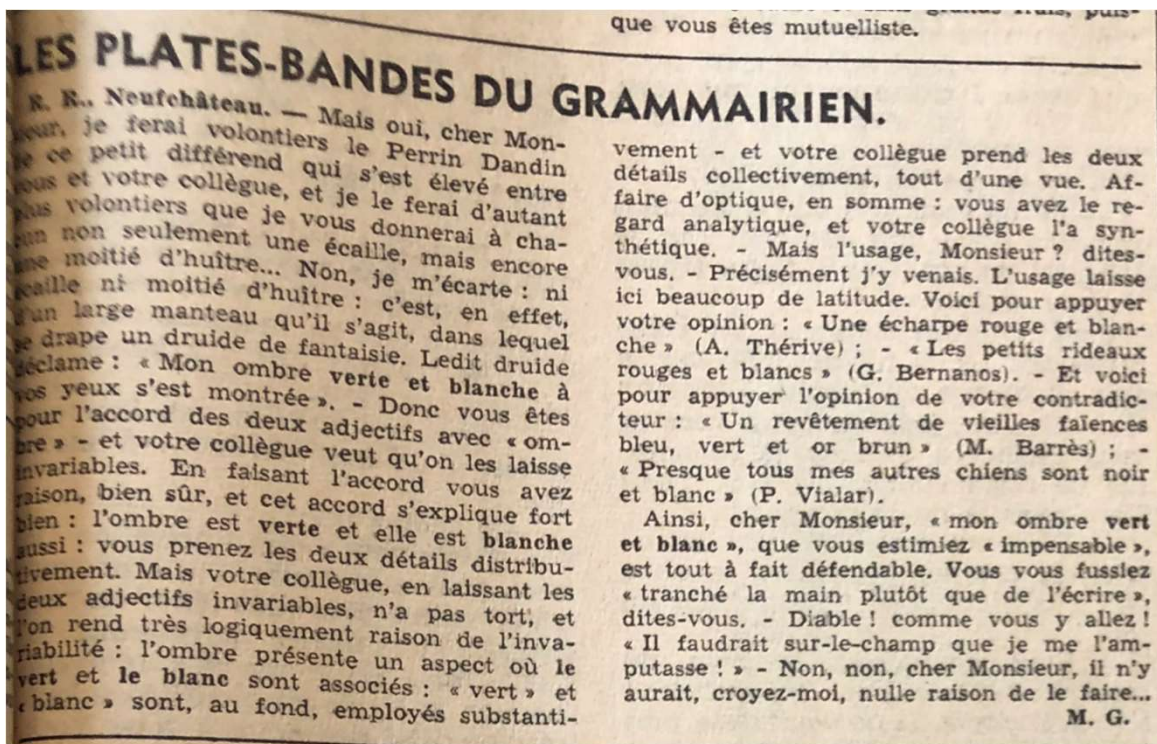 que vous êtes mutuelliste.
LES PLATES-BANDES DU GRAMMAIRIEN.
R. R., Neufchâteau. — Mais oui, cher Mon-
sieur, je ferai volontiers le Perrin Dandin
de ce petit différend qui s'est élevé entre
vous et votre collègue, et je le ferai d'autant
plus volontiers que je vous donnerai à cha-
cun non seulement une écaille, mais encore
une moitié d'huître... Non, je m'écarte : ni
écaille ni moitié d'huître : c'est, en effet,
d'un large manteau qu'il s'agit, dans lequel
se drape un druide de fantaisie. Ledit druide
déclame : « Mon ombre verte et blanche à
vos yeux s'est montrée ». - Donc vous êtes
pour l'accord des deux adjectifs avec « om-
bre » - et votre collègue veut qu'on les laisse
invariables. En faisant l'accord vous avez
raison, bien sûr, et cet accord s'explique fort
bien : l'ombre est verte et elle est blanche
aussi : vous prenez les deux détails distribu-
tivement. Mais votre collègue, en laissant les
deux adjectifs invariables, n'a pas tort, et
l'on rend très logiquement raison de l'inva-
riabilité : l'ombre présente un aspect où le
vert et le blanc sont associés : « vert » et
« blanc » sont, au fond, employés substanti-
vement - et votre collègue prend les deux
détails collectivement, tout d'une vue. Af-
faire d'optique, en somme : vous avez le re-
gard analytique, et votre collègue l'a syn-
thétique. - Mais l'usage, Monsieur ? dites-
vous. - Précisément j'y venais. L'usage laisse
ici beaucoup de latitude. Voici pour appuyer
votre opinion : « Une écharpe rouge et blan-
che » (A. Thérive) ; - « Les petits rideaux
rouges et blancs » (G. Bernanos). - Et voici
pour appuyer l'opinion de votre contradic-
teur : « Un revêtement de vieilles faïences
bleu, vert et or brun » (M. Barrès) ; -
« Presque tous mes autres chiens sont noir
et blanc » (P. Vialar).
Ainsi, cher Monsieur, « mon ombre vert
et blanc », que vous estimiez « impensable »,
est tout à fait défendable. Vous vous fussiez
« tranché la main plutôt que de l'écrire »,
dites-vous. - Diable ! comme vous y allez !
« Il faudrait sur-le-champ que je me l'am-
putasse ! » - Non, non, cher Monsieur, il n'y
aurait, croyez-moi, nulle raison de le faire...
M. G.